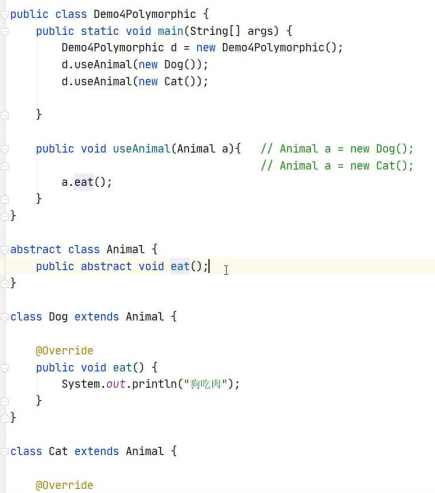 public class Demo4Polymorphic {
public static void main(String[] args) {
Demo4Polymorphic d = new Demo4Polymorphic();
d.useAnimal(new Dog());
d.useAnimal(new Cat());
}
public void useAnimal(Animal a){ // Animal a = new Dog();
// Animal a = new Cat();
a.eat();
}
}
abstract class Animal {
public abstract void eat();
}
class Dog extends Animal {
@Override
public void eat() {
System.out.println("狗吃肉");
}
}
class Cat extends Animal {
@Override